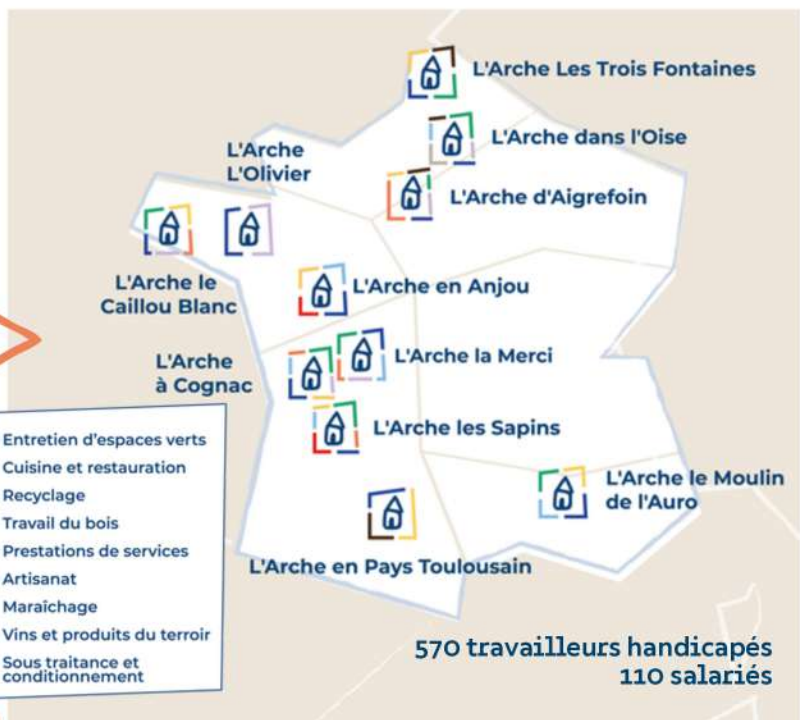 L'Arche Les Trois Fontaines
L'Arche dans l'Oise
L'Arche
L'Olivier
L'Arche d'Aigrefoin
L'Arche le
Caillou Blanc
L'Arche en Anjou
L'Arche
à Cognac
L'Arche la Merci
L'Arche les Sapins
L'Arche le Moulin
de l'Auro
L'Arche en Pays Toulousain
Entretien d'espaces verts
Cuisine et restauration
Recyclage
Travail du bois
Prestations de services
Artisanat
Maraîchage
Vins et produits du terroir
Sous traitance et
conditionnement
570 travailleurs handicapés
110 salariés